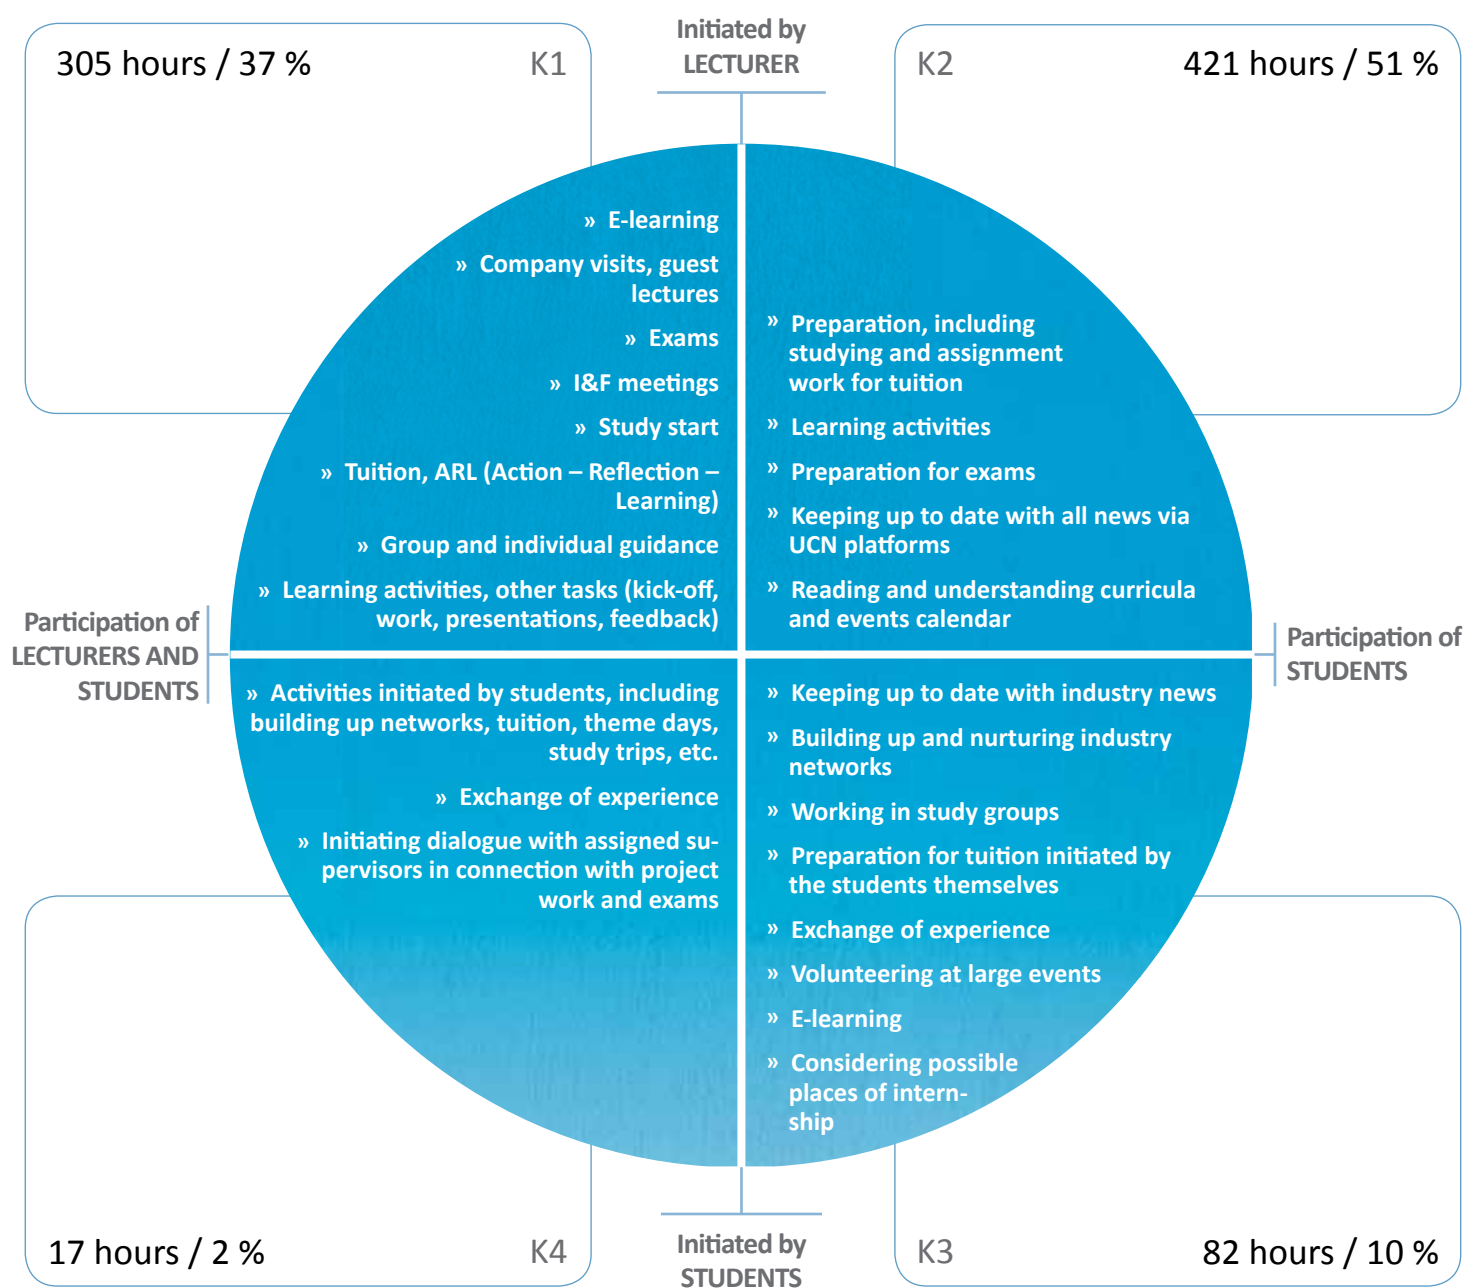 305 hours / 37 %
K1
Initiated by
LECTURER
K2
421 hours / 51 %
» E-learning
» Company visits, guest
lectures
» Exams
» I&F meetings
» Study start
» Tuition, ARL (Action – Reflection –
Learning)
» Group and individual guidance
» Learning activities, other tasks (kick-off,
work, presentations, feedback)
» Preparation, including
studying and assignment
work for tuition
» Learning activities
» Preparation for exams
» Keeping up to date with all news via
UCN platforms
» Reading and understanding curricula
and events calendar
Participation of
LECTURERS AND
STUDENTS
Participation of
STUDENTS
» Activities initiated by students, including
building up networks, tuition, theme days,
study trips, etc.
» Exchange of experience
» Initiating dialogue with assigned su-
pervisors in connection with project
work and exams
» Keeping up to date with industry news
» Building up and nurturing industry
networks
» Working in study groups
» Preparation for tuition initiated by
the students themselves
» Exchange of experience
» Volunteering at large events
» E-learning
» Considering possible
places of intern-
ship
17 hours / 2 %
K4
Initiated by
STUDENTS
K3
82 hours / 10 %